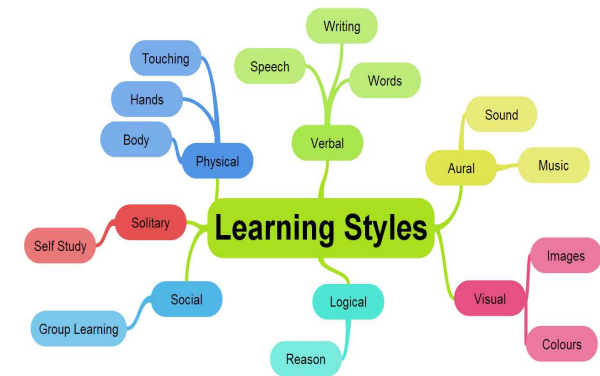 Writing
Touching
Speech
Words
Hands
Sound
Body
Verbal
Physical
Aural
Music
Solitary
Learning Styles
Self Study
Images
Social
Logical
Visual
Group Learning
Reason
Colours